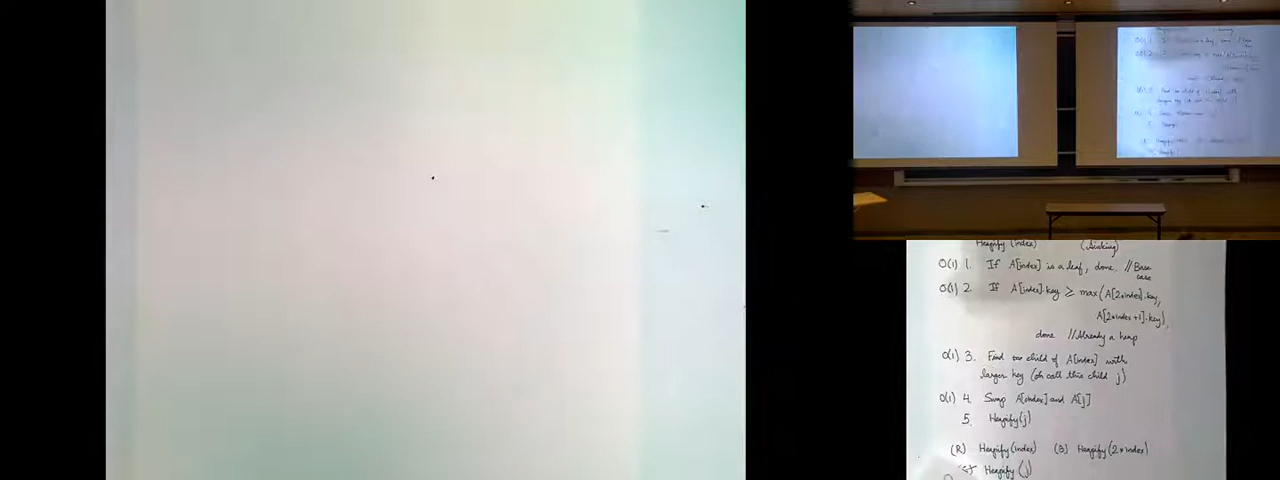 Heapify (index) (sinking)
O(1) 1. If A[index] is a leaf, done. // Base case
O(1) 2. If A[index].key ≥ max(A[2*index].key,
A[2*index+1].key),
done // Already a heap
O(1) 3. Find the child of A[index] with
larger key (oh call this child j)
O(1) 4. Swap A[index] and A[j]
5. Heapify(j)
(R) Heapify(index) (B) Heapify(2*index)
Heapify(j)